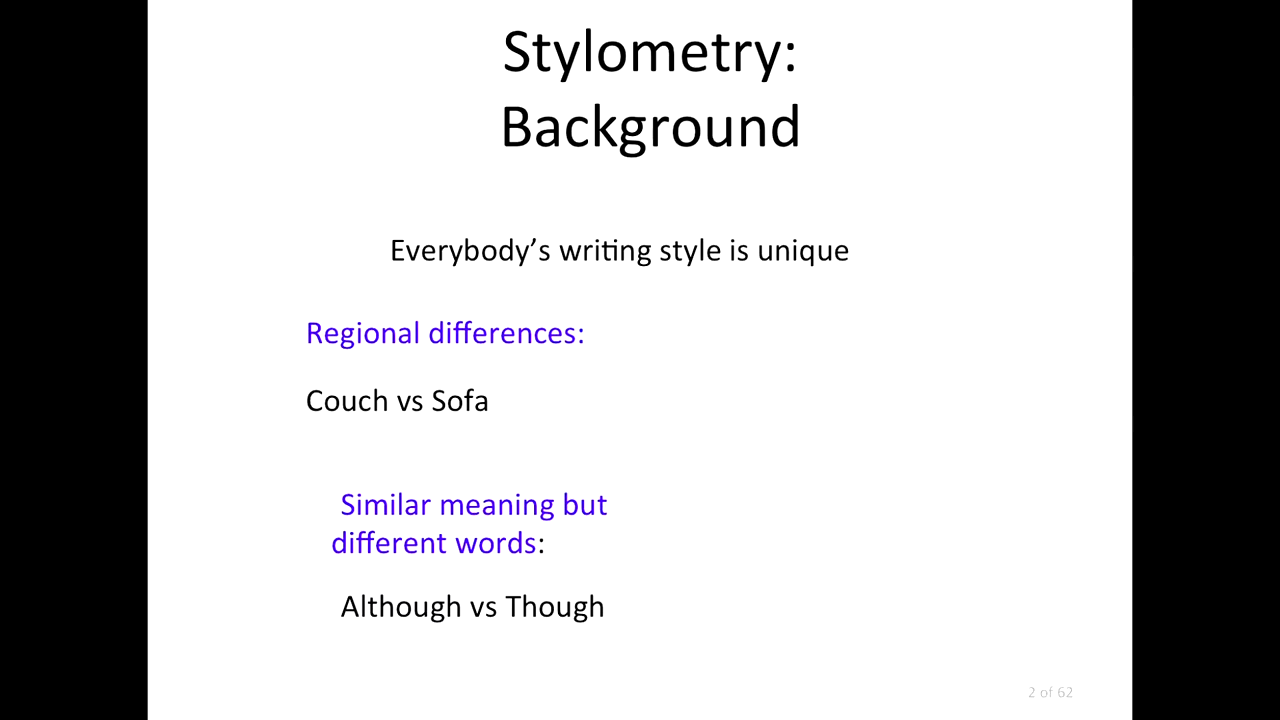 Stylometry:
Background
Everybody’s writing style is unique
Regional differences:
Couch vs Sofa
Similar meaning but
different words:
Although vs Though
2 of 62